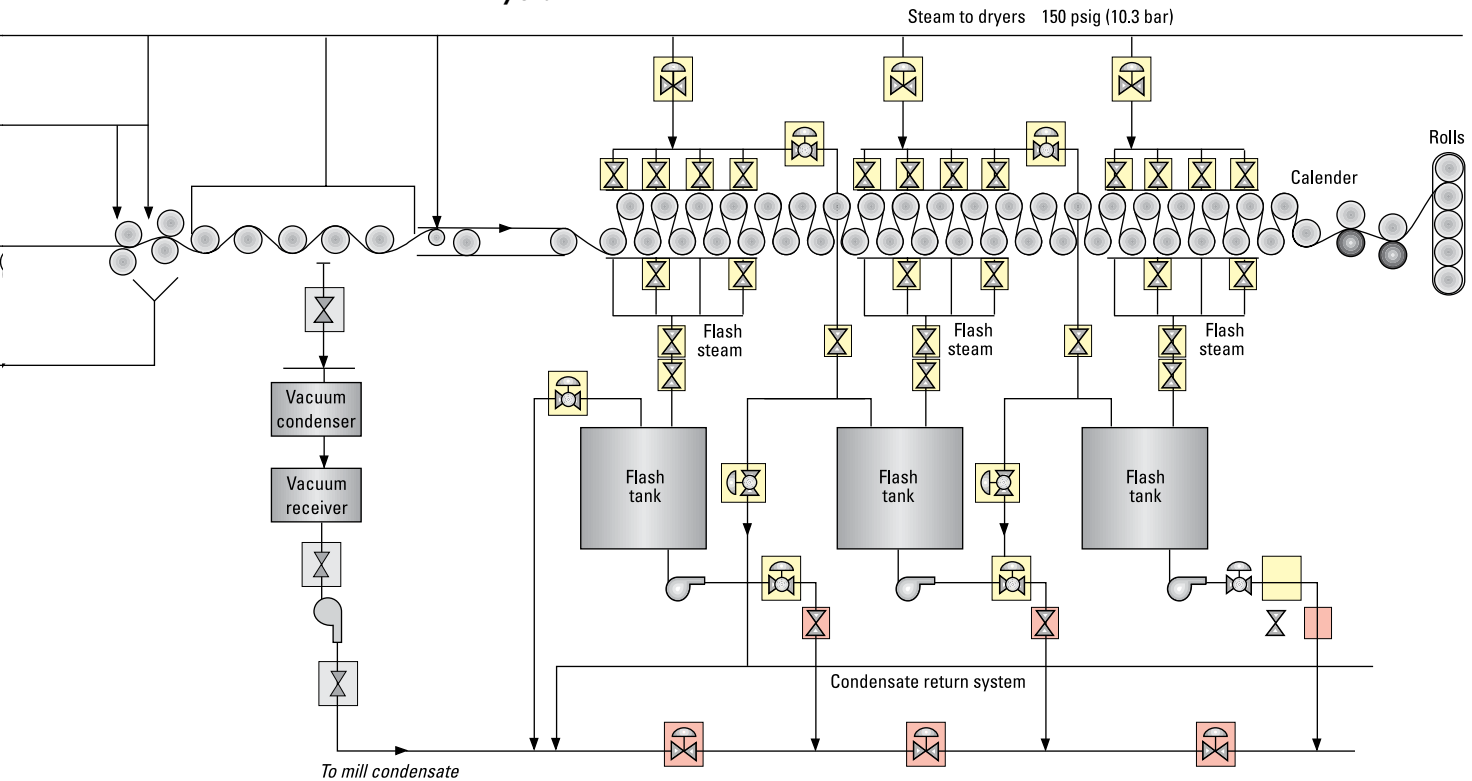 Steam to dryers 150 psig (10.3 bar)
Rolls
Calender
Flash
steam
Flash
steam
Flash
steam
Vacuum
condenser
Vacuum
receiver
Flash
tank
Flash
tank
Flash
tank
Condensate return system
To mill condensate